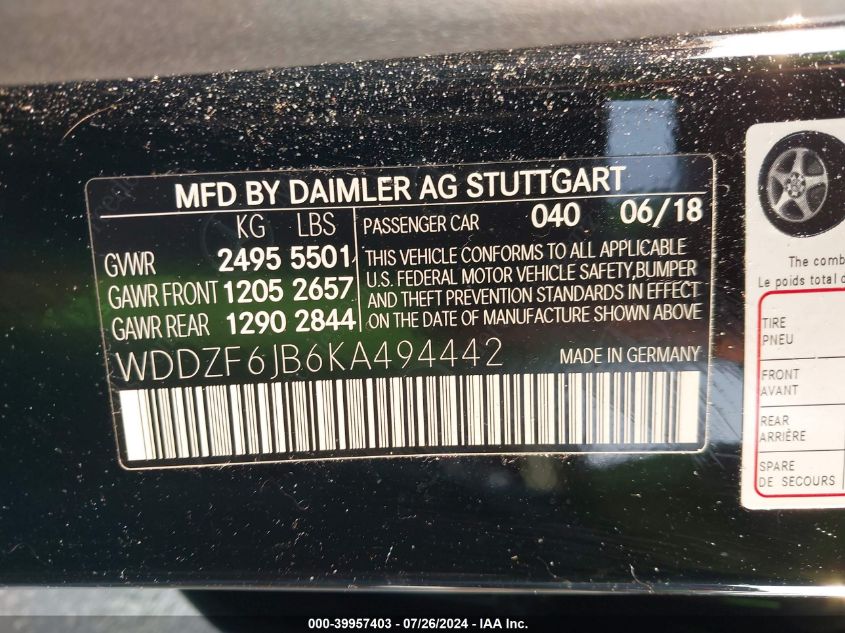 MFD BY DAIMLER AG STUTTGART
KG LBS PASSENGER CAR 040 06/18
GVWR 2495 5501
GAWR FRONT 1205 2657
GAWR REAR 1290 2844
THIS VEHICLE CONFORMS TO ALL APPLICABLE
U.S. FEDERAL MOTOR VEHICLE SAFETY,BUMPER
AND THEFT PREVENTION STANDARDS IN EFFECT
ON THE DATE OF MANUFACTURE SHOWN ABOVE
WDDZF6JB6KA494442 MADE IN GERMANY
The comb
Le poids total
TIRE
PNEU
FRONT
AVANT
REAR
ARRIÈRE
SPARE
DE SECOURS
000-39957403 - 07/26/2024 - IAA Inc.